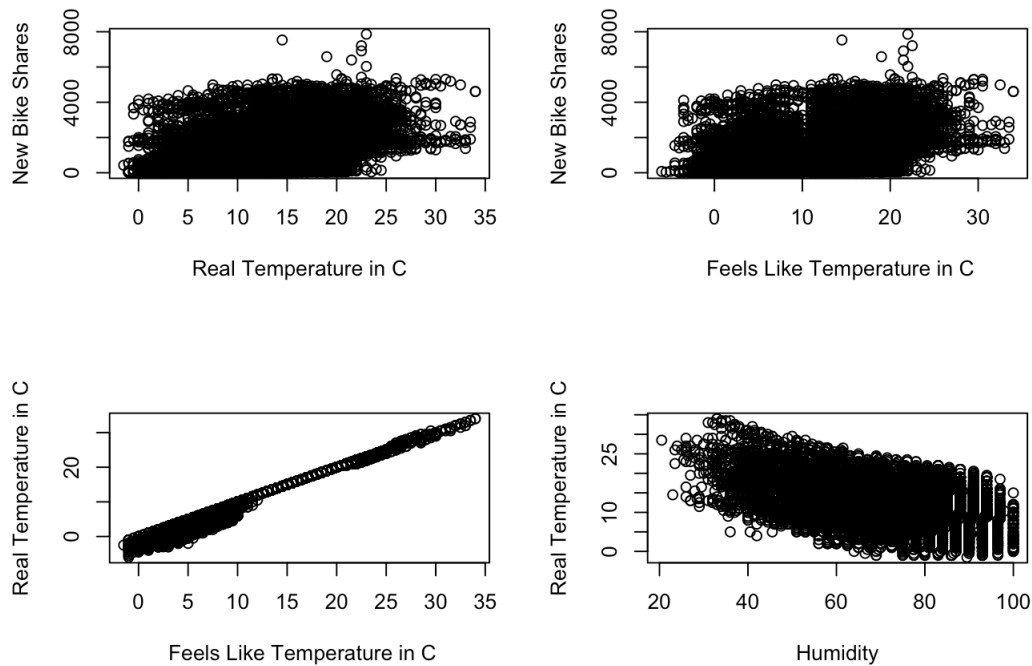 New Bike Shares
0 4000 8000
0 5 10 15 20 25 30 35
Real Temperature in C
New Bike Shares
0 4000 8000
0 10 20 30
Feels Like Temperature in C
Real Temperature in C
0 20
0 5 10 15 20 25 30 35
Feels Like Temperature in C
Real Temperature in C
0 10 25
20 40 60 80 100
Humidity